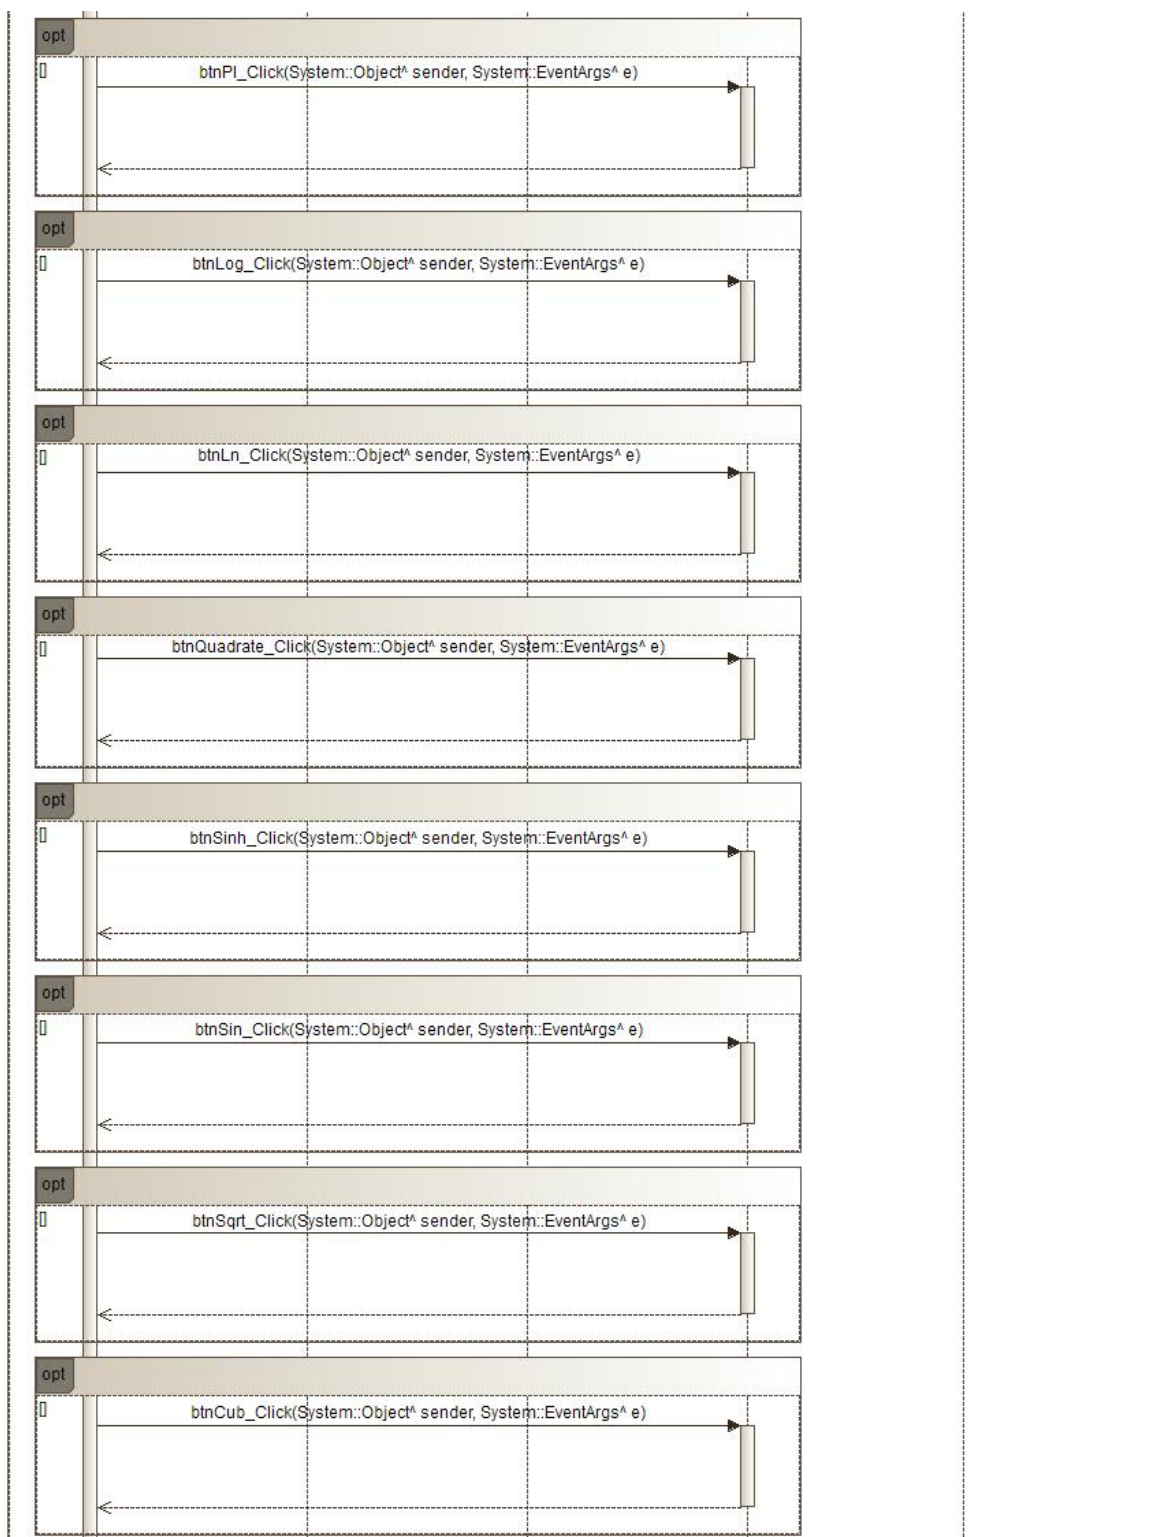 opt
[]
btnPI_Click(System::Object^ sender, System::EventArgs^ e)
opt
[]
btnLog_Click(System::Object^ sender, System::EventArgs^ e)
opt
[]
btnLn_Click(System::Object^ sender, System::EventArgs^ e)
opt
[]
btnQuadrate_Click(System::Object^ sender, System::EventArgs^ e)
opt
[]
btnSinh_Click(System::Object^ sender, System::EventArgs^ e)
opt
[]
btnSin_Click(System::Object^ sender, System::EventArgs^ e)
opt
[]
btnSqrt_Click(System::Object^ sender, System::EventArgs^ e)
opt
[]
btnCub_Click(System::Object^ sender, System::EventArgs^ e)